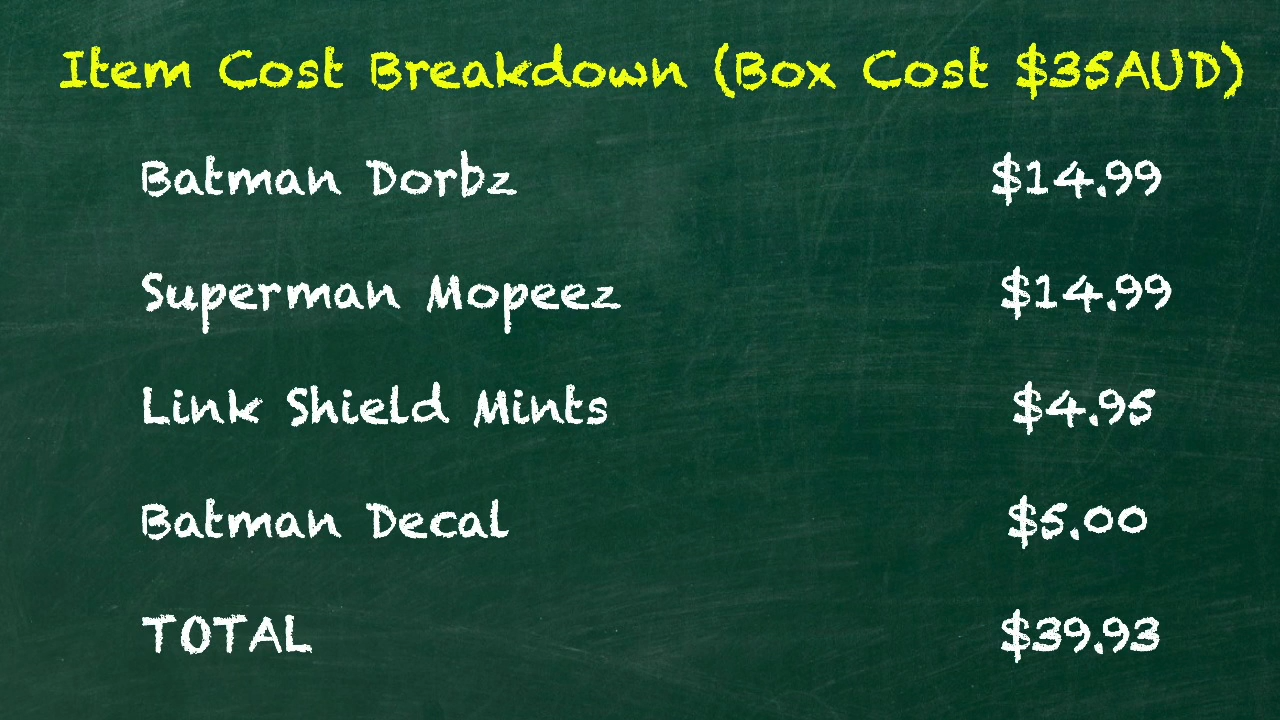 Item Cost Breakdown (Box Cost $35AUD)
Batman Dorbz $14.99
Superman Mopeez $14.99
Link Shield Mints $4.95
Batman Decal $5.00
TOTAL $39.93